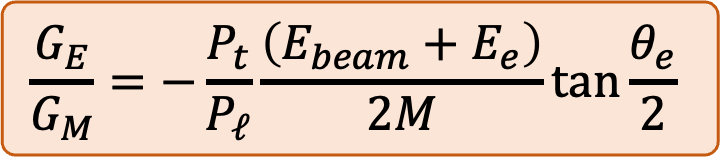 G_E/G_M = − P_t/P_ℓ (E_beam + E_e)/2M tan θ_e/2